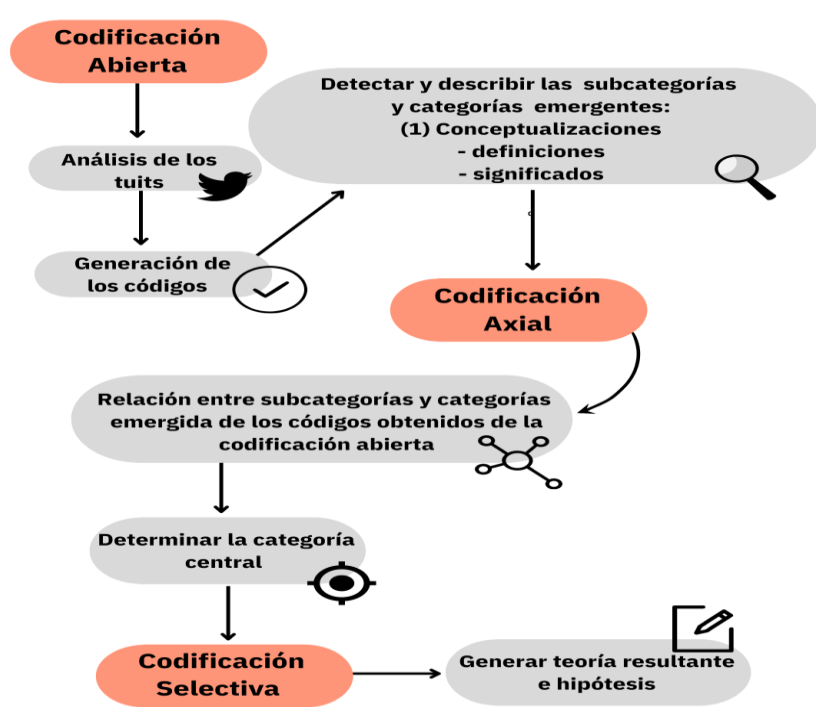 Codificación
Abierta
Análisis de los
tuits
Generación de
los códigos
Detectar y describir las subcategorías
y categorías emergentes:
(1) Conceptualizaciones
- definiciones
- significados
Codificación
Axial
Relación entre subcategorías y categorías
emergida de los códigos obtenidos de la
codificación abierta
Determinar la categoría
central
Codificación
Selectiva
Generar teoría resultante
e hipótesis